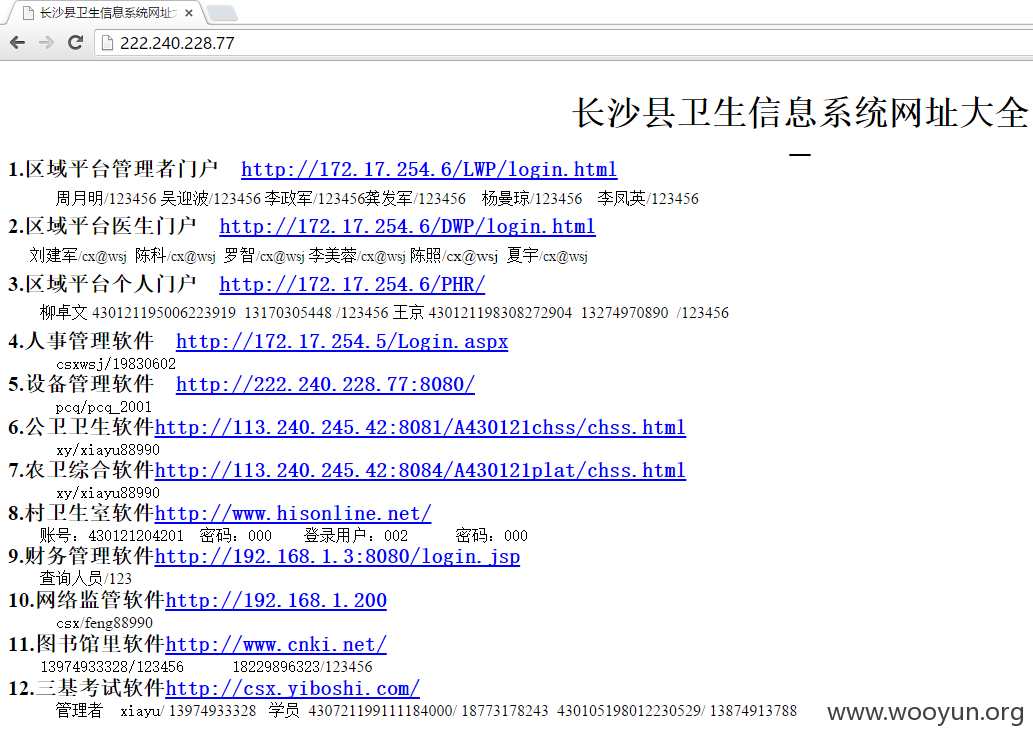 长沙县卫生信息系统网址大
222.240.228.77
长沙县卫生信息系统网址大全
1.区域平台管理者门户 http://172.17.254.6/LWP/login.html
周月明/123456 吴迎波/123456 李政军/123456龚发军/123456 杨曼琼/123456 李凤英/123456
2.区域平台医生门户 http://172.17.254.6/DWP/login.html
刘建军/cx@wsj 陈科/cx@wsj 罗智/cx@wsj 李美蓉/cx@wsj 陈照/cx@wsj 夏宇/cx@wsj
3.区域平台个人门户 http://172.17.254.6/PHR/
柳卓文 430121195006223919 13170305448 /123456 王京 430121198308272904 13274970890 /123456
4.人事管理软件 http://172.17.254.5/Login.aspx
csxwsj/19830602
5.设备管理软件 http://222.240.228.77:8080/
pcq/pcq_2001
6.公卫卫生软件http://113.240.245.42:8081/A430121chss/chss.html
xy/xiayu88990
7.农卫综合软件http://113.240.245.42:8084/A430121plat/chss.html
xy/xiayu88990
8.村卫生室软件http://www.hisonline.net/
账号：430121204201 密码：000 登录用户：002 密码：000
9.财务管理软件http://192.168.1.3:8080/login.jsp
查询人员/123
10.网络监管软件http://192.168.1.200
csx/feng88990
11.图书馆里软件http://www.cnki.net/
13974933328/123456 18229896323/123456
12.三基考试软件http://csx.yiboshi.com/
管理者 xiayu/ 13974933328 学员 430721199111184000/ 18773178243 430105198012230529/ 13874913788
www.wooyun.org